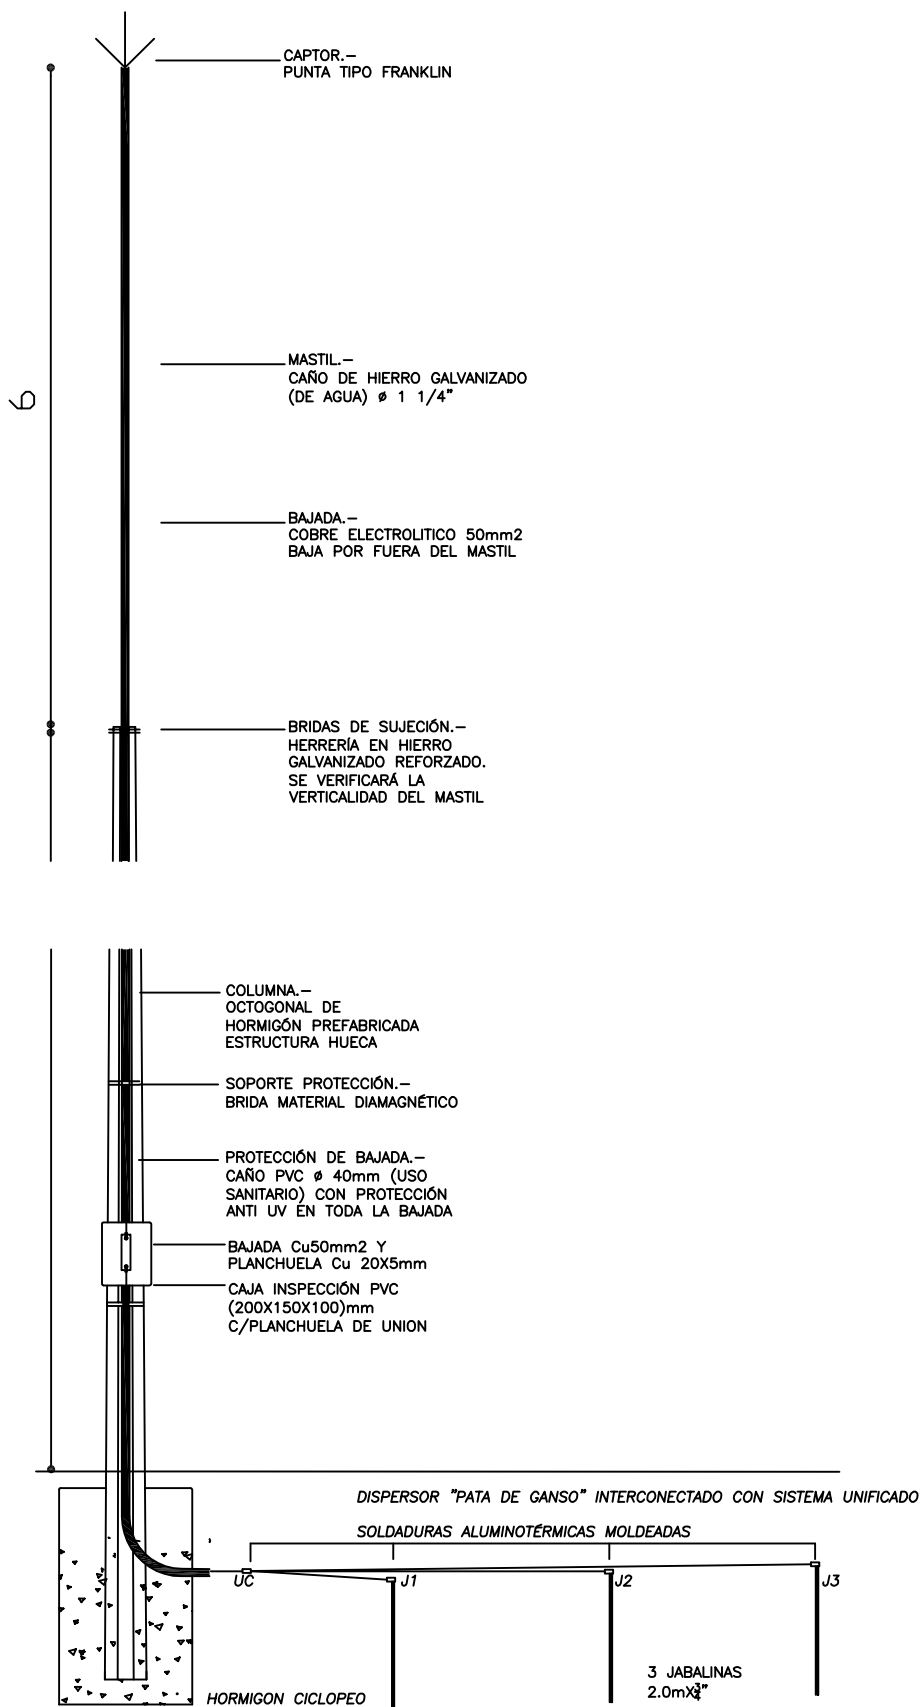 CAPTOR.–
PUNTA TIPO FRANKLIN
6
MASTIL.–
CAÑO DE HIERRO GALVANIZADO
(DE AGUA) ø 1 1/4"
BAJADA.–
COBRE ELECTROLITICO 50mm2
BAJA POR FUERA DEL MASTIL
BRIDAS DE SUJECIÓN.–
HERRERÍA EN HIERRO
GALVANIZADO REFORZADO.
SE VERIFICARÁ LA
VERTICALIDAD DEL MASTIL
COLUMNA.–
OCTOGONAL DE
HORMIGÓN PREFABRICADA
ESTRUCTURA HUECA
SOPORTE PROTECCIÓN.–
BRIDA MATERIAL DIAMAGNÉTICO
PROTECCIÓN DE BAJADA.–
CAÑO PVC ø 40mm (USO
SANITARIO) CON PROTECCIÓN
ANTI UV EN TODA LA BAJADA
BAJADA Cu50mm2 Y
PLANCHUELA Cu 20X5mm
CAJA INSPECCIÓN PVC
(200X150X100)mm
C/PLANCHUELA DE UNION
DISPERSOR "PATA DE GANSO" INTERCONECTADO CON SISTEMA UNIFICADO
SOLDADURAS ALUMINOTÉRMICAS MOLDEADAS
UC J1 J2 J3
3 JABALINAS
2.0mX3/4"
HORMIGON CICLOPEO